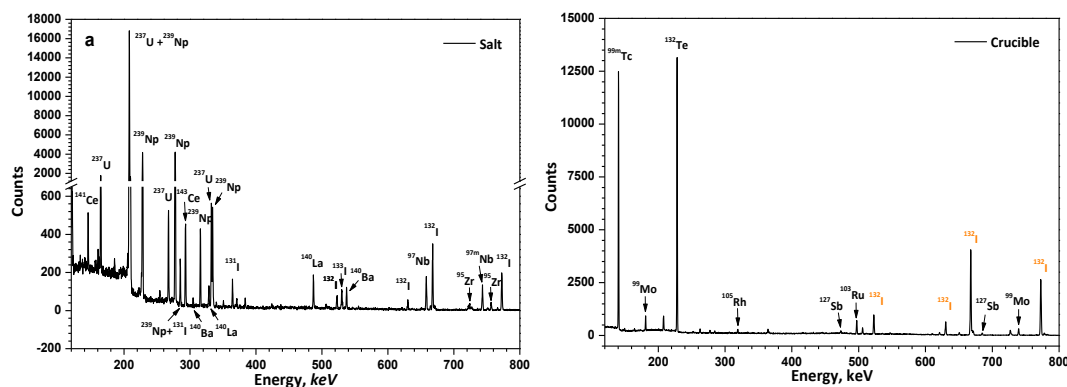 a
Salt
Counts
18000
16000
14000
12000
10000
8000
6000
4000
2000
600
400
200
0
-200
²³⁷U + ²³⁹Np
²³⁹Np
²³⁹Np
²³⁷U
¹⁴¹Ce
²³⁷U
¹⁴³Ce
²³⁹Np
²³⁷U
²³⁹Np
¹³¹I
²³⁹Np+ ¹³¹I
¹⁴⁰Ba
¹⁴⁰La
¹⁴⁰La
¹³²I
¹³³I
¹⁴⁰Ba
¹³²I
⁹⁷Nb
¹³²I
⁹⁵Zr
⁹⁷ᵐNb
⁹⁵Zr
¹³²I
200
300
400
500
600
700
800
Energy, keV
Crucible
Counts
15000
12500
10000
7500
5000
2500
0
⁹⁹ᵐTc
¹³²Te
⁹⁹Mo
¹⁰⁵Rh
¹²⁷Sb
¹⁰³Ru
¹³²I
¹³²I
¹³²I
¹²⁷Sb
⁹⁹Mo
¹³²I
200
300
400
500
600
700
800
Energy, keV